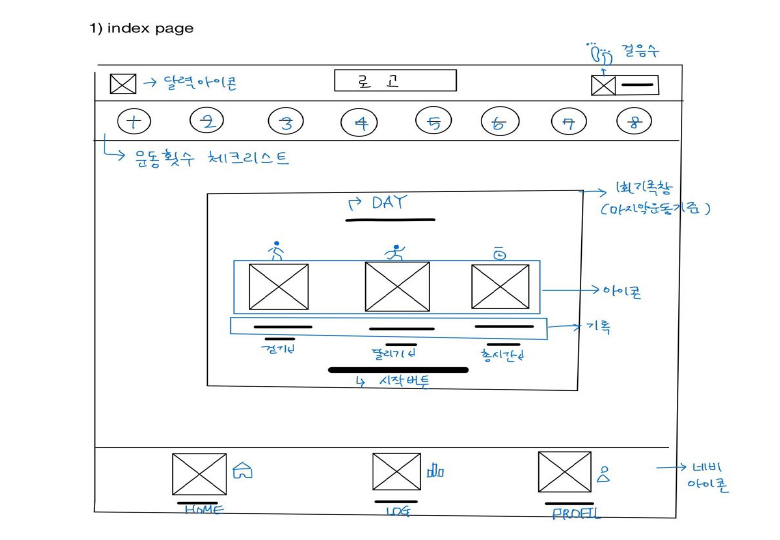 1) index page
걸음수
→ 달력아이콘
로고
1 2 3 4 5 6 7 8
→ 운동횟수 체크리스트
DAY
1회기록창
(마지막운동기준)
아이콘
기록
걷기
달리기
총시간
시작버튼
네비
아이콘
HOME
LOG
PROFIL